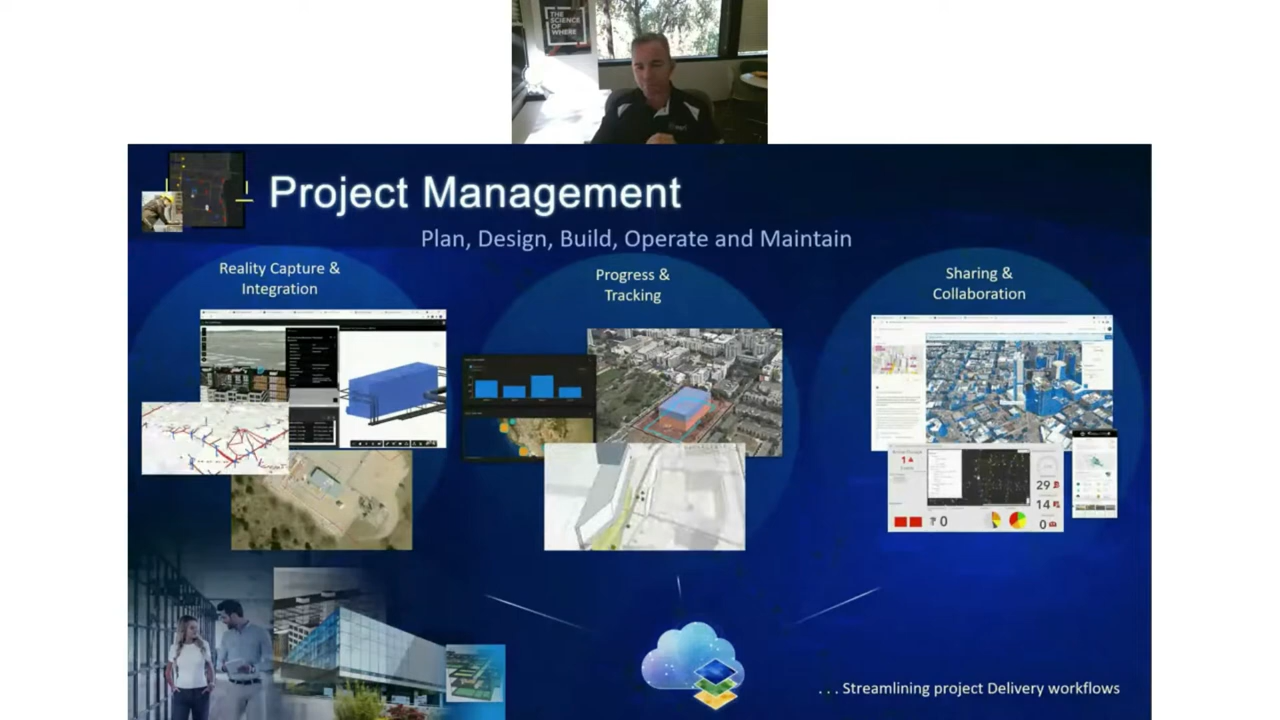 THE
SCIENCE
OF
WHERE
Project Management
Plan, Design, Build, Operate and Maintain
Reality Capture &
Integration
Progress &
Tracking
Sharing &
Collaboration
1
29
14
0
0
. . . Streamlining project Delivery workflows